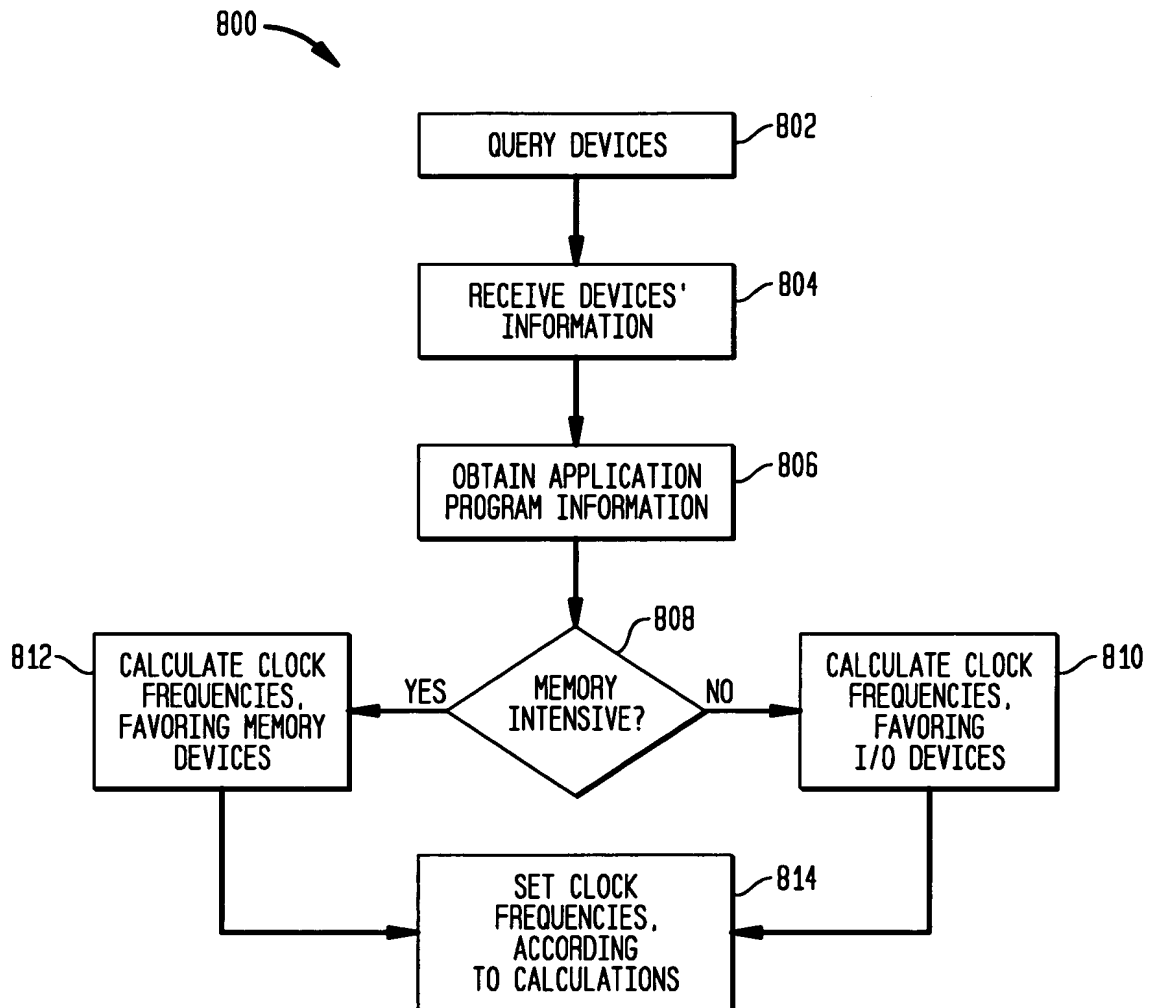 800
QUERY DEVICES
802
RECEIVE DEVICES'
INFORMATION
804
OBTAIN APPLICATION
PROGRAM INFORMATION
806
808
MEMORY
INTENSIVE?
YES
NO
812
CALCULATE CLOCK
FREQUENCIES,
FAVORING MEMORY
DEVICES
CALCULATE CLOCK
FREQUENCIES,
FAVORING
I/O DEVICES
810
SET CLOCK
FREQUENCIES,
ACCORDING
TO CALCULATIONS
814